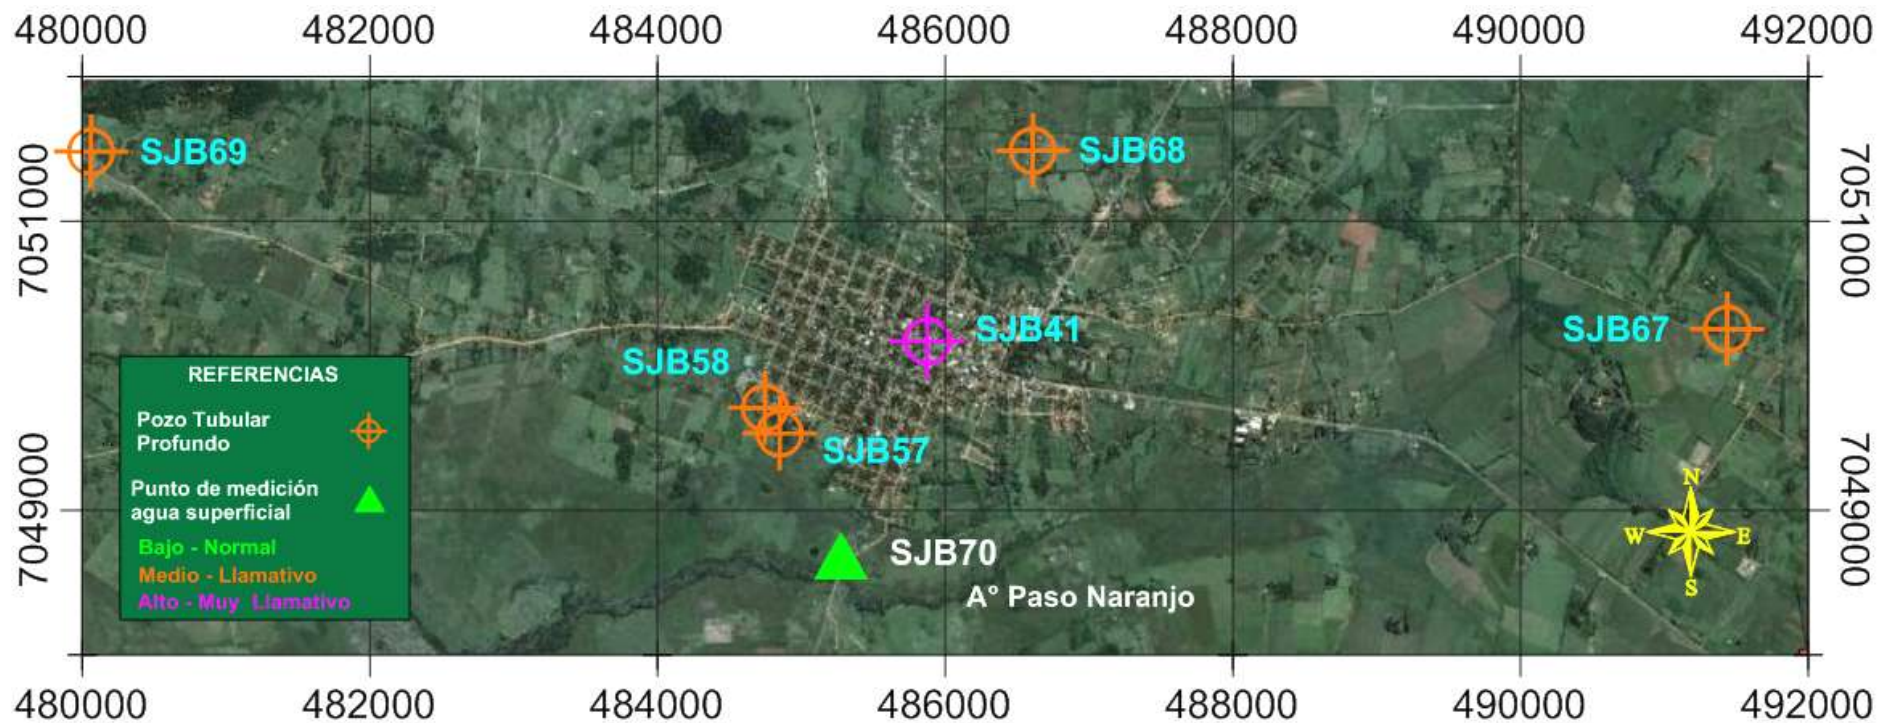 480000 482000 484000 486000 488000 490000 492000
SJB69
SJB68
7051000
7051000
SJB41
SJB67
SJB58
REFERENCIAS
Pozo Tubular
Profundo
SJB57
Punto de medición
agua superficial
Bajo - Normal
Medio - Llamativo
Alto - Muy Llamativo
7049000
7049000
N
W E
S
SJB70
A° Paso Naranjo
480000 482000 484000 486000 488000 490000 492000